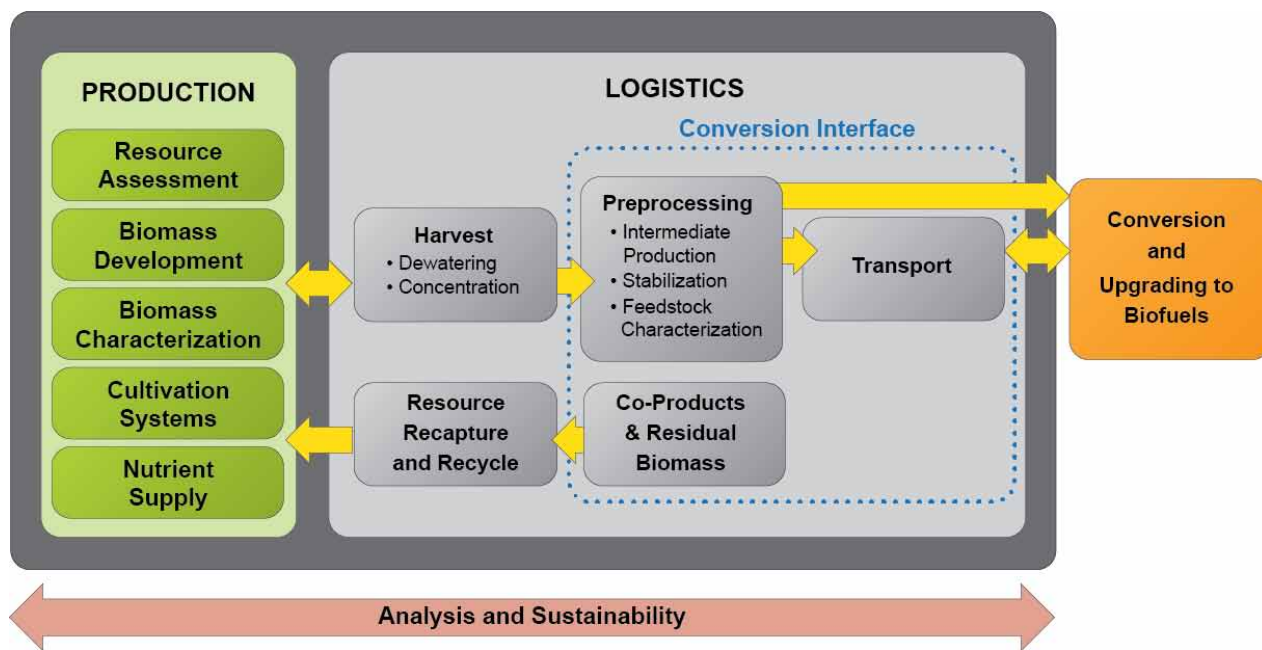 PRODUCTION
Resource
Assessment
Biomass
Development
Biomass
Characterization
Cultivation
Systems
Nutrient
Supply
LOGISTICS
Conversion Interface
Harvest
• Dewatering
• Concentration
Preprocessing
• Intermediate
Production
• Stabilization
• Feedstock
Characterization
Transport
Resource
Recapture
and Recycle
Co-Products
& Residual
Biomass
Conversion
and
Upgrading to
Biofuels
Analysis and Sustainability